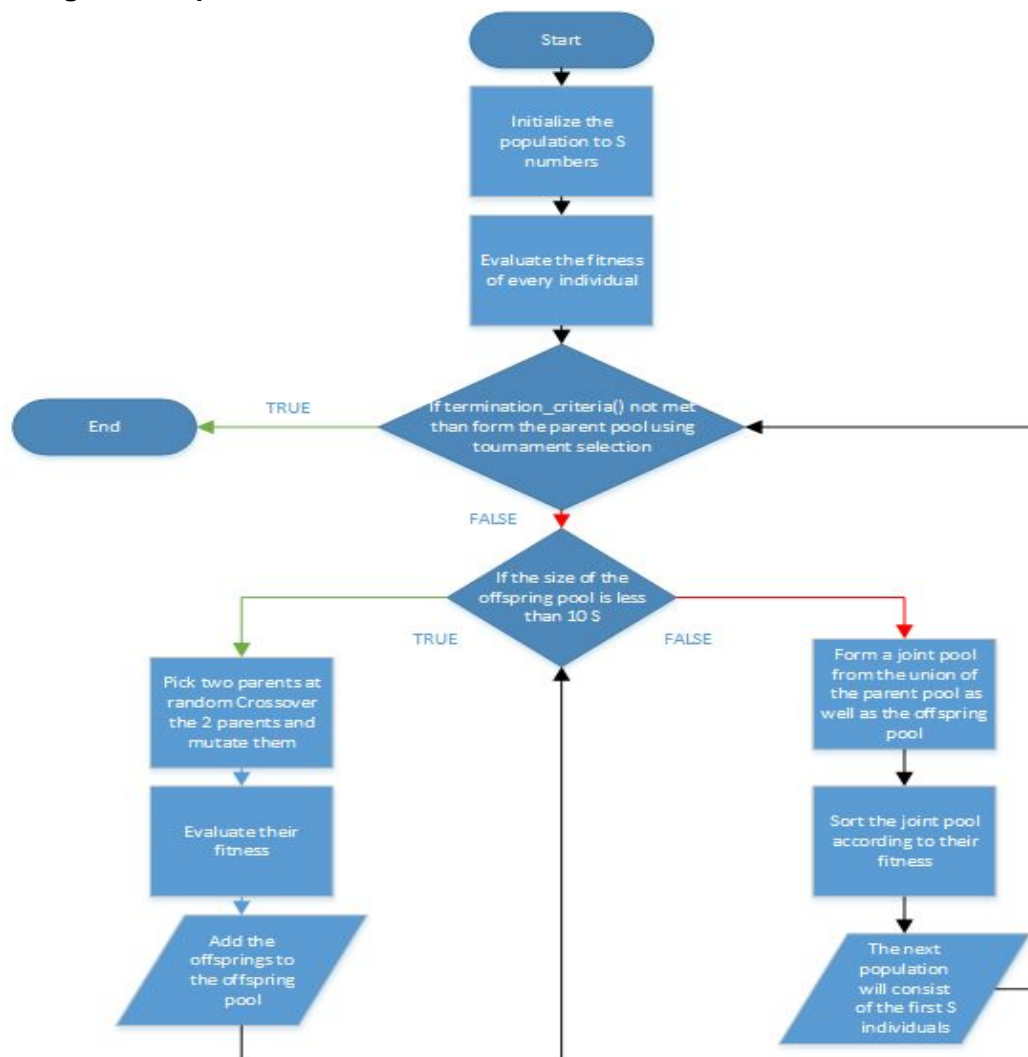 Start
Initialize the
population to S
numbers
Evaluate the fitness
of every individual
If termination_criteria() not met
than form the parent pool using
tournament selection
TRUE
End
FALSE
If the size of the
offspring pool is less
than 10 S
TRUE
FALSE
Pick two parents at
random Crossover
the 2 parents and
mutate them
Form a joint pool
from the union of
the parent pool as
well as the offspring
pool
Evaluate their
fitness
Sort the joint pool
according to their
fitness
Add the
offsprings to
the offspring
pool
The next
population
will consist
of the first S
individuals